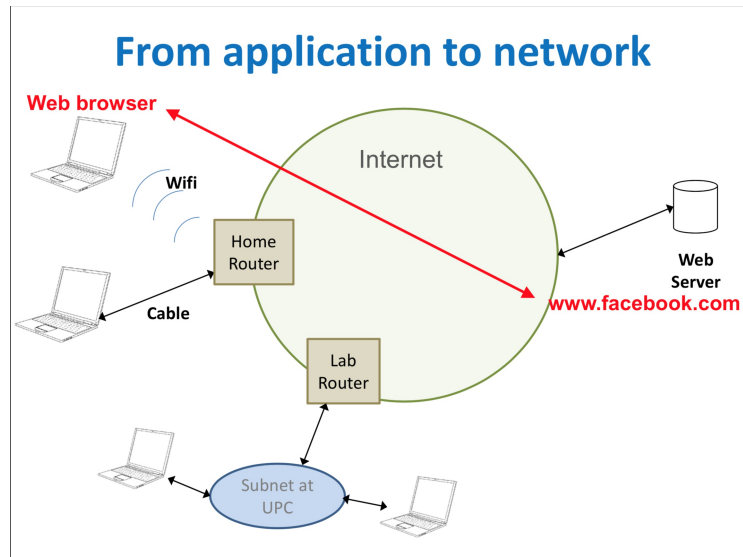 From application to network
Web browser
Internet
Wifi
Home
Router
Web
Server
www.facebook.com
Cable
Lab
Router
Subnet at
UPC